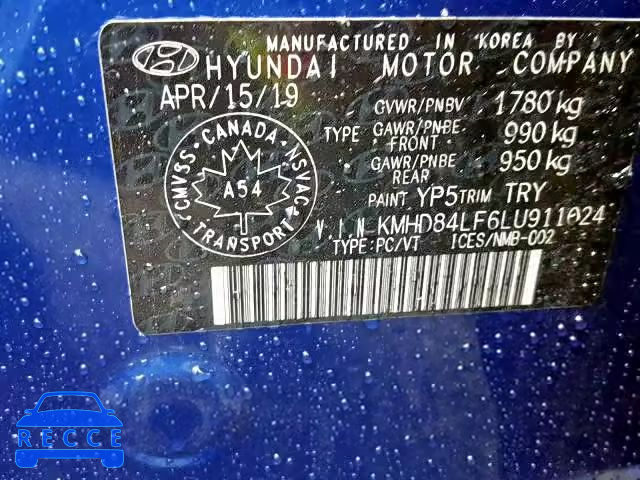 MANUFACTURED IN KOREA BY
HYUNDAI MOTOR COMPANY
APR/15/19
GVWR/PNBV 1780 kg
TYPE GAWR/PNBE FRONT 990 kg
GAWR/PNBE REAR 950 kg
PAINT YP5 TRIM TRY
V I N KMHD84LF6LU911024
TYPE:PC/VT ICES/NMB-002
CMVSS · CANADA · NSVAC
A54
TRANSPORT
RECCE